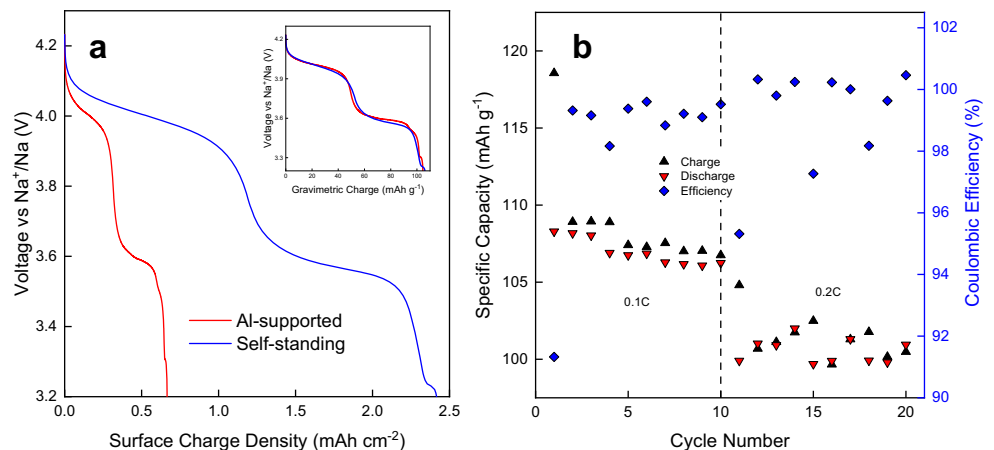 a
4.2
4.0
3.8
3.6
3.4
3.2
0.0
0.5
1.0
1.5
2.0
2.5
Voltage vs Na⁺/Na (V)
Surface Charge Density (mAh cm⁻²)
Al-supported
Self-standing
4.2
3.9
3.6
3.3
0
20
40
60
80
100
Voltage vs Na⁺/Na (V)
Gravimetric Charge (mAh g⁻¹)
b
120
115
110
105
100
0
5
10
15
20
Specific Capacity (mAh g⁻¹)
Cycle Number
Charge
Discharge
Efficiency
0.1C
0.2C
102
100
98
96
94
92
90
Coulombic Efficiency (%)